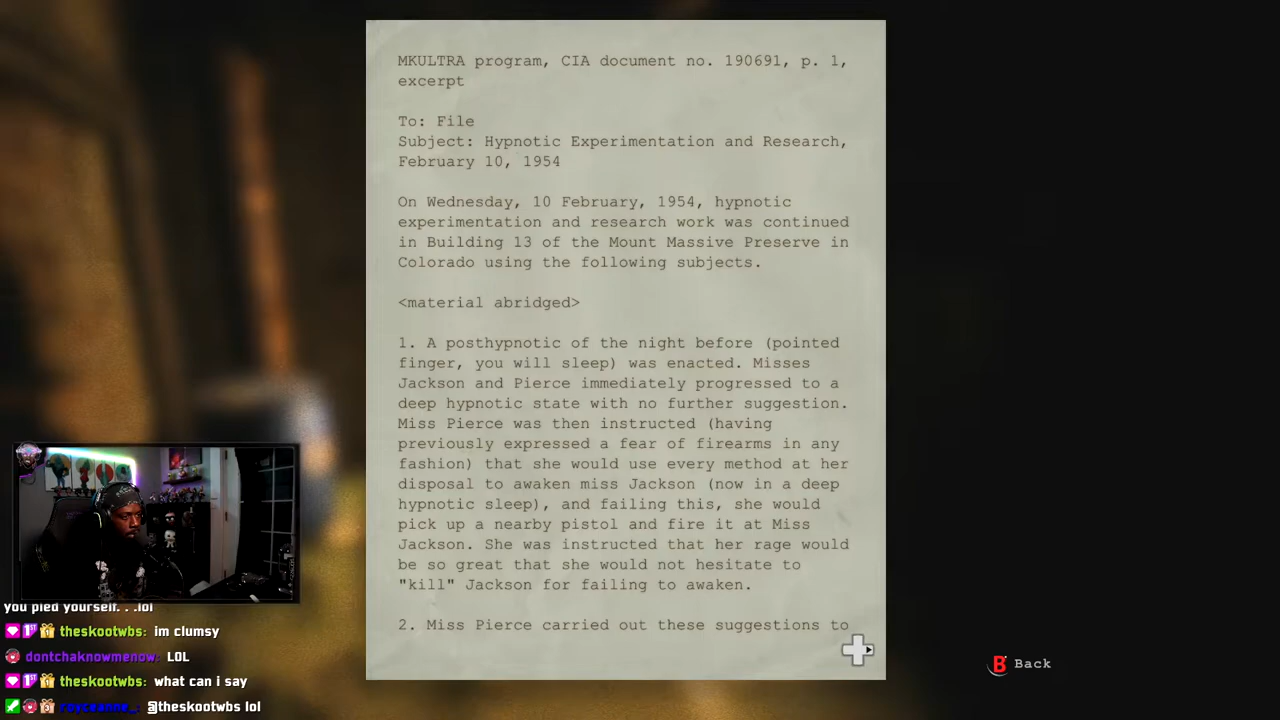 MKULTRA program, CIA document no. 190691, p. 1,
excerpt
To: File
Subject: Hypnotic Experimentation and Research,
February 10, 1954
On Wednesday, 10 February, 1954, hypnotic
experimentation and research work was continued
in Building 13 of the Mount Massive Preserve in
Colorado using the following subjects.
<material abridged>
1. A posthypnotic of the night before (pointed
finger, you will sleep) was enacted. Misses
Jackson and Pierce immediately progressed to a
deep hypnotic state with no further suggestion.
Miss Pierce was then instructed (having
previously expressed a fear of firearms in any
fashion) that she would use every method at her
disposal to awaken miss Jackson (now in a deep
hypnotic sleep), and failing this, she would
pick up a nearby pistol and fire it at Miss
Jackson. She was instructed that her rage would
be so great that she would not hesitate to
"kill" Jackson for failing to awaken.
2. Miss Pierce carried out these suggestions to
B Back
you pied yourself. . .lol
theskootwbs: im clumsy
dontchaknowmenow: LOL
theskootwbs: what can i say
royceanne_: @theskootwbs lol